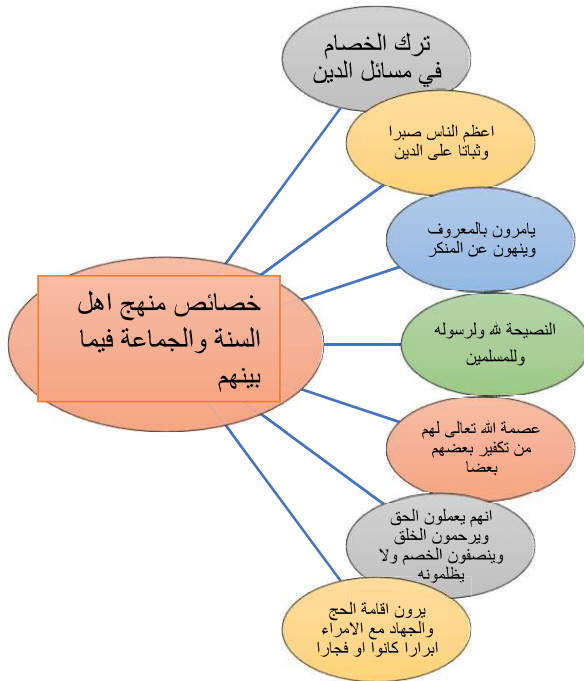 ترك الخصام
في مسائل الدين
اعظم الناس صبرا
وثباتا على الدين
يامرون بالمعروف
وينهون عن المنكر
خصائص منهج اهل
السنة والجماعة فيما
بينهم
النصيحة لله ولرسوله
وللمسلمين
عصمة الله تعالى لهم
من تكفير بعضهم
بعضا
انهم يعملون الحق
ويرحمون الخلق
وينصفون الخصم ولا
يظلمونه
يرون اقامة الحج
والجهاد مع الامراء
ابرارا كانوا او فجارا